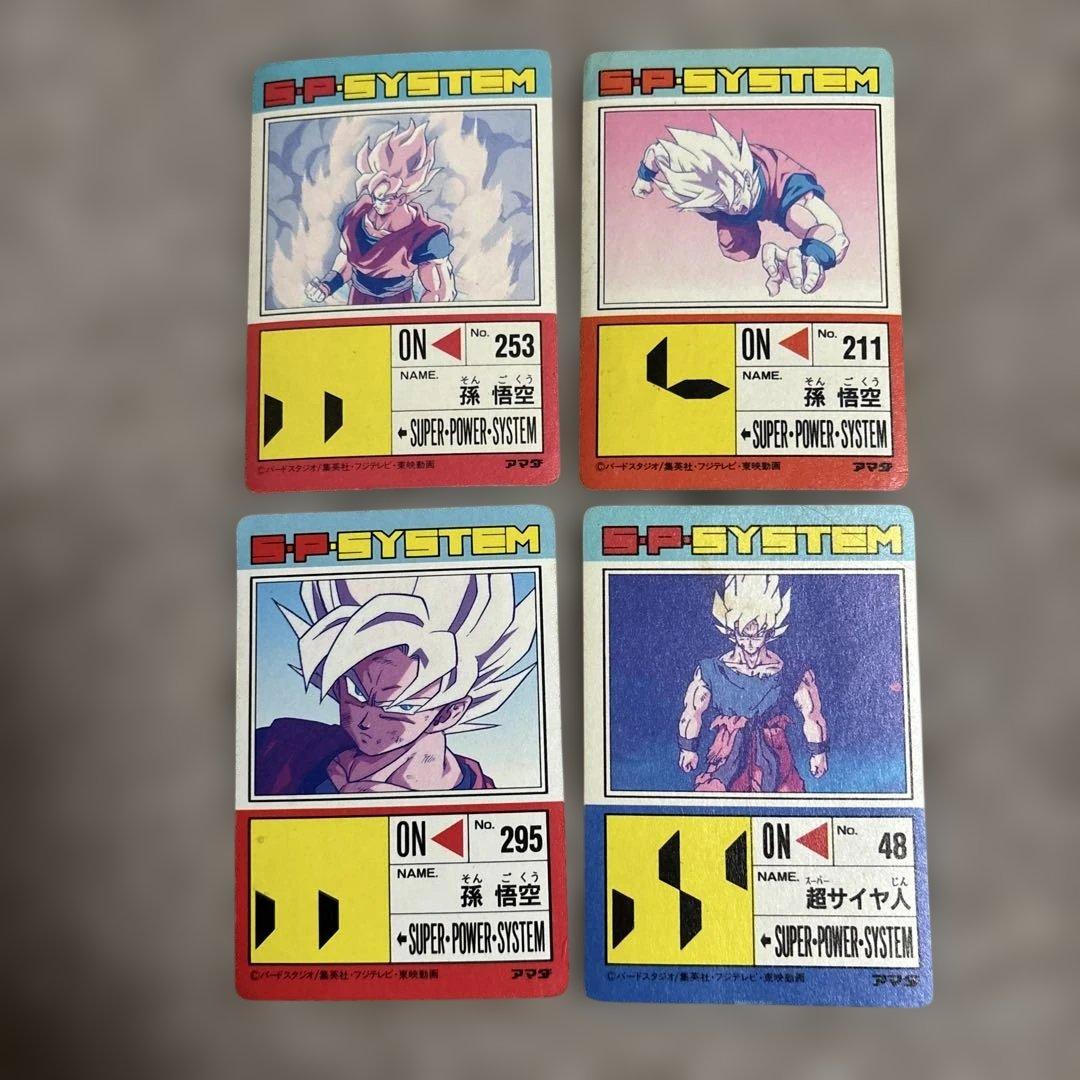 S·P·SYSTEM
ON
No. 253
NAME.
そん ごくう
孫 悟空
SUPER・POWER・SYSTEM
©バードスタジオ/集英社・フジテレビ・東映動画 アマダ
S·P·SYSTEM
ON
No. 211
NAME.
そん ごくう
孫 悟空
SUPER・POWER・SYSTEM
©バードスタジオ/集英社・フジテレビ・東映動画 アマダ
S·P·SYSTEM
ON
No. 295
NAME.
そん ごくう
孫 悟空
SUPER・POWER・SYSTEM
©バードスタジオ/集英社・フジテレビ・東映動画 アマダ
S·P·SYSTEM
ON
No. 48
NAME.
スーパー じん
超サイヤ人
SUPER・POWER・SYSTEM
©バードスタジオ/集英社・フジテレビ・東映動画 アマダ